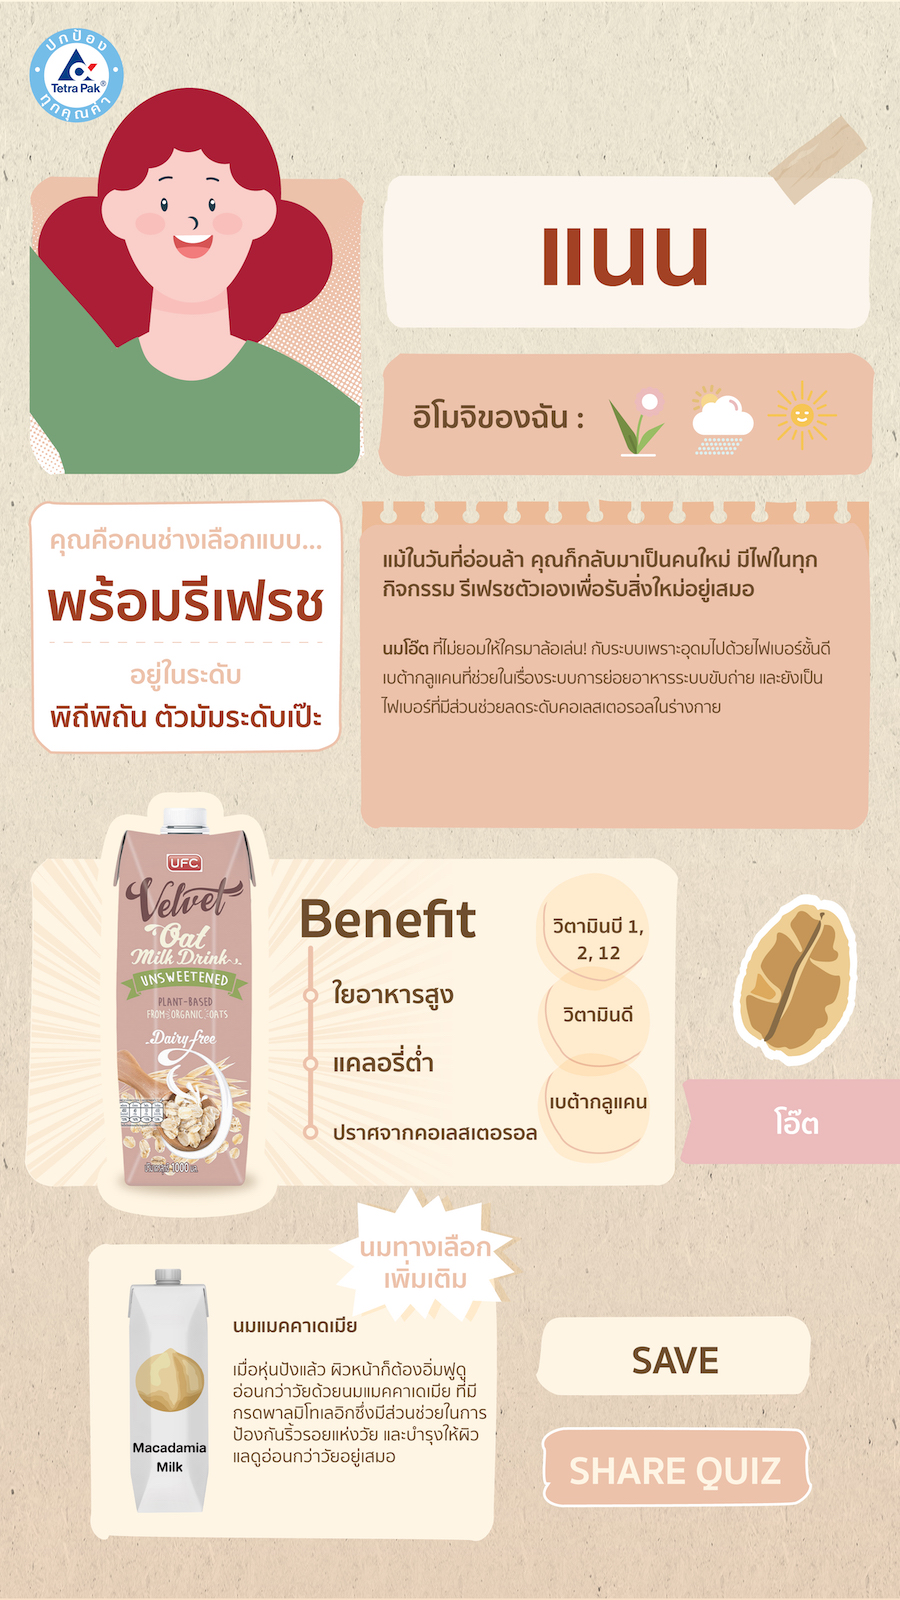 ปกป้อง
Tetra Pak®
ทุกคุณค่า
แนน
อิโมจิของฉัน :
คุณคือคนช่างเลือกแบบ...
พร้อมรีเฟรช
อยู่ในระดับ
พิถีพิถัน ตัวมัมระดับเป๊ะ
แม้ในวันที่อ่อนล้า คุณก็กลับมาเป็นคนใหม่ มีไฟในทุก
กิจกรรม รีเฟรชตัวเองเพื่อรับสิ่งใหม่อยู่เสมอ
นมโอ๊ต ที่ไม่ยอมให้ใครมาล้อเล่น! กับระบบเพราะอุดมไปด้วยไฟเบอร์ชั้นดี
เบต้ากลูแคนที่ช่วยในเรื่องระบบการย่อยอาหารระบบขับถ่าย และยังเป็น
ไฟเบอร์ที่มีส่วนช่วยลดระดับคอเลสเตอรอลในร่างกาย
UFC
Velvet
Oat
Milk Drink
UNSWEETENED
PLANT-BASED
FROM ORGANIC OATS
Dairy free
1000
Benefit
ใยอาหารสูง
แคลอรี่ต่ำ
ปราศจากคอเลสเตอรอล
วิตามินบี 1,
2, 12
วิตามินดี
เบต้ากลูแคน
โอ๊ต
นมทางเลือก
เพิ่มเติม
Macadamia
Milk
นมแมคคาเดเมีย
เมื่อหุ่นปังแล้ว ผิวหน้าก็ต้องอิ่มฟูดู
อ่อนกว่าวัยด้วยนมแมคคาเดเมีย ที่มี
กรดพาลมิโทเลอิกซึ่งมีส่วนช่วยในการ
ป้องกันริ้วรอยแห่งวัย และบำรุงให้ผิว
แลดูอ่อนกว่าวัยอยู่เสมอ
SAVE
SHARE QUIZ